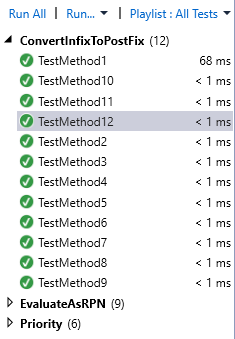 Run All | Run... | Playlist : All Tests
ConvertInfixToPostFix (12)
TestMethod1 68 ms
TestMethod10 < 1 ms
TestMethod11 < 1 ms
TestMethod12 < 1 ms
TestMethod2 < 1 ms
TestMethod3 < 1 ms
TestMethod4 < 1 ms
TestMethod5 < 1 ms
TestMethod6 < 1 ms
TestMethod7 < 1 ms
TestMethod8 < 1 ms
TestMethod9 < 1 ms
EvaluateAsRPN (9)
Priority (6)